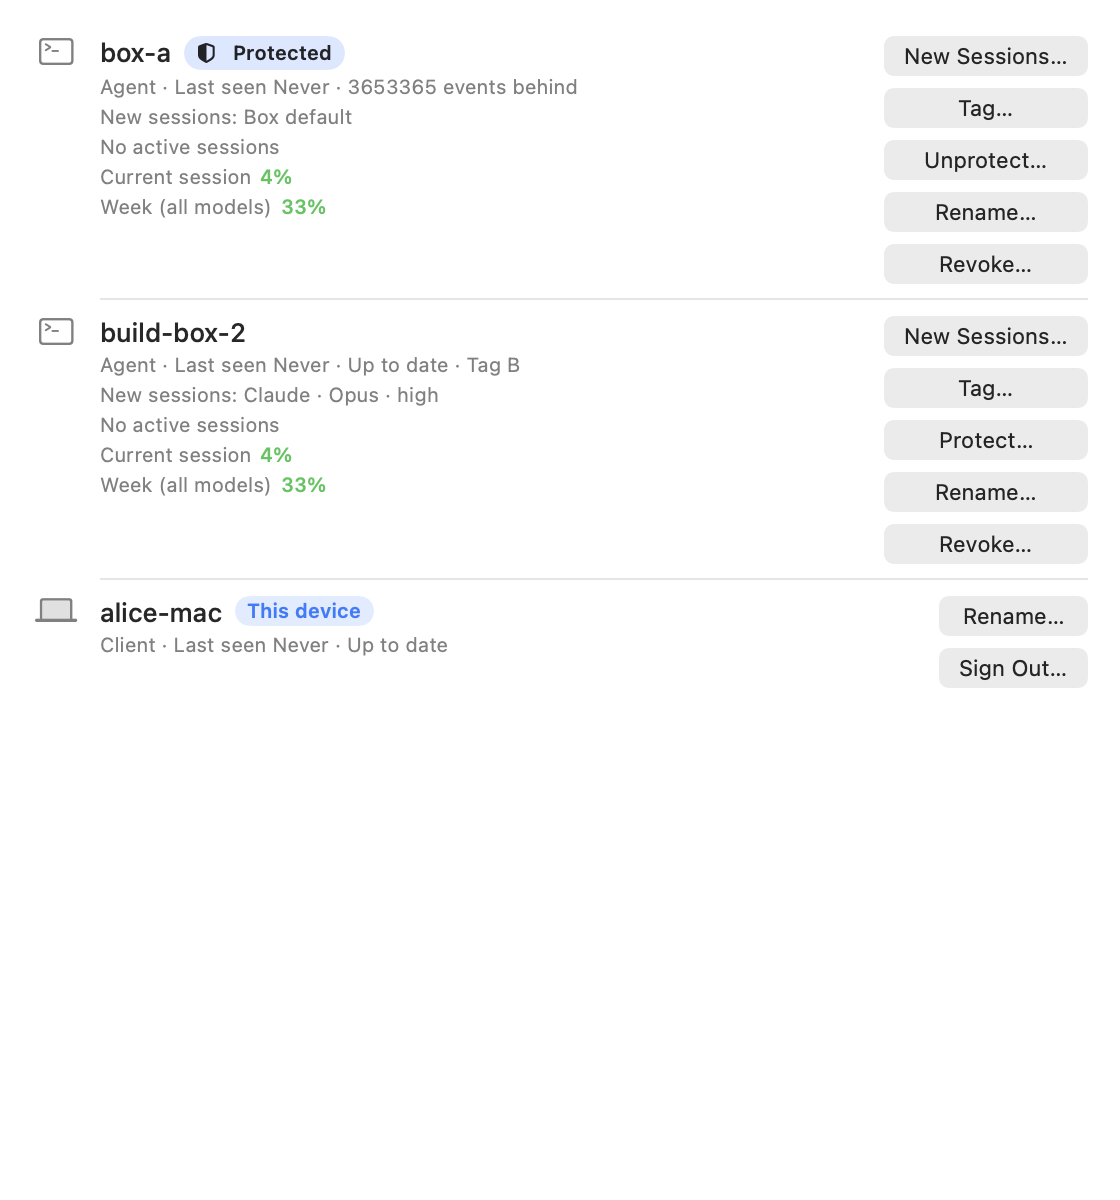 box-a Protected
Agent · Last seen Never · 3653365 events behind
New sessions: Box default
No active sessions
Current session 4%
Week (all models) 33%
New Sessions...
Tag...
Unprotect...
Rename...
Revoke...
build-box-2
Agent · Last seen Never · Up to date · Tag B
New sessions: Claude · Opus · high
No active sessions
Current session 4%
Week (all models) 33%
New Sessions...
Tag...
Protect...
Rename...
Revoke...
alice-mac This device
Client · Last seen Never · Up to date
Rename...
Sign Out...